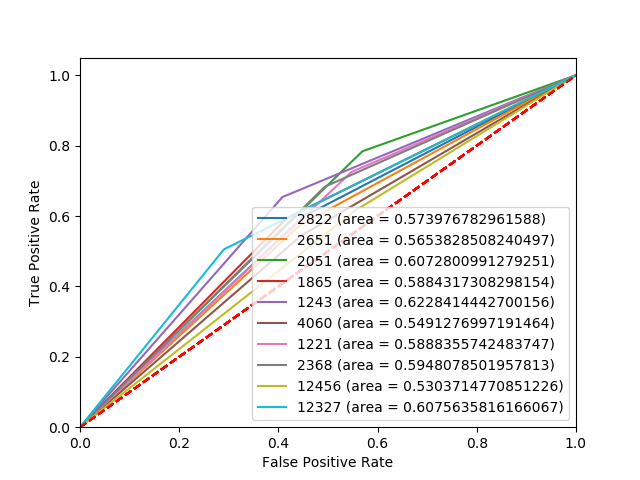 1.0
0.8
0.6
0.4
0.2
0.0
True Positive Rate
2822 (area = 0.573976782961588)
2651 (area = 0.5653828508240497)
2051 (area = 0.6072800991279251)
1865 (area = 0.5884317308298154)
1243 (area = 0.6228414442700156)
4060 (area = 0.5491276997191464)
1221 (area = 0.5888355742483747)
2368 (area = 0.5948078501957813)
12456 (area = 0.5303714770851226)
12327 (area = 0.6075635816166067)
0.0 0.2 0.4 0.6 0.8 1.0
False Positive Rate